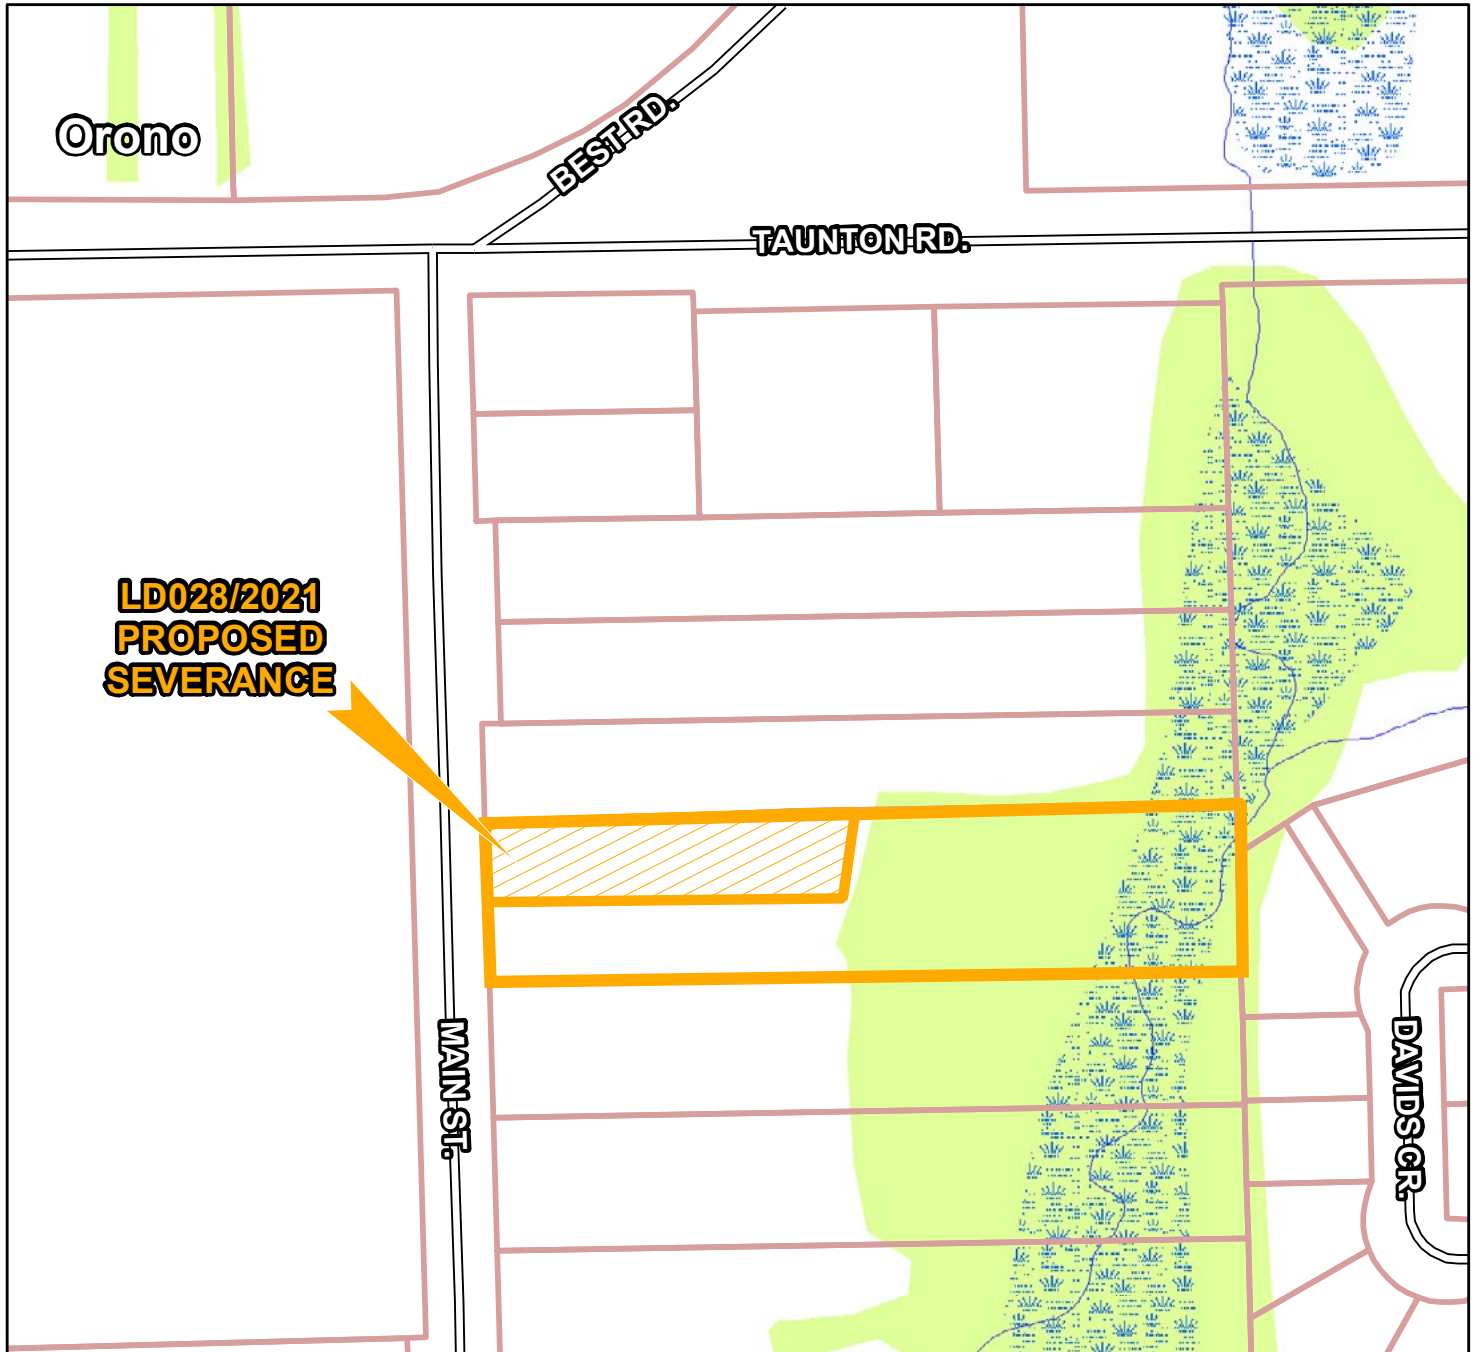 Orono
BEST RD.
TAUNTON RD.
LD028/2021
PROPOSED
SEVERANCE
MAIN ST.
DAVIDS CR.